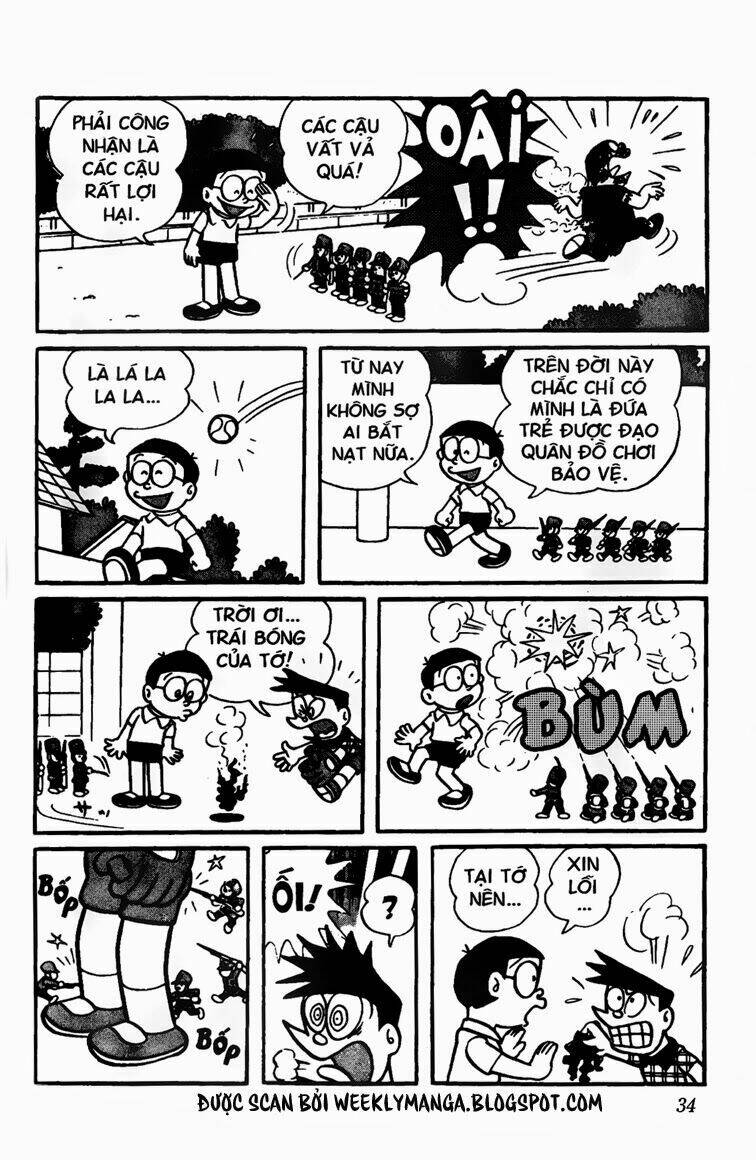 PHẢI CÔNG
NHẬN LÀ
CÁC CẬU
RẤT LỢI
HẠI.
CÁC CẬU
VẤT VẢ
QUÁ!
OÁI
!!
LÀ LÁ LA
LA LA...
TỪ NAY
MÌNH
KHÔNG SỢ
AI BẮT
NẠT NỮA.
TRÊN ĐỜI NÀY
CHẮC CHỈ CÓ
MÌNH LÀ ĐỨA
TRẺ ĐƯỢC ĐẠO
QUÂN ĐỒ CHƠI
BẢO VỆ.
TRỜI ƠI...
TRÁI BÓNG
CỦA TỚ!
BÙM
BỐP
BỐP
ỐI!
?
TẠI TỚ
NÊN...
XIN
LỖI
...
ĐƯỢC SCAN BỞI WEEKLYMANGA.BLOGSPOT.COM
34